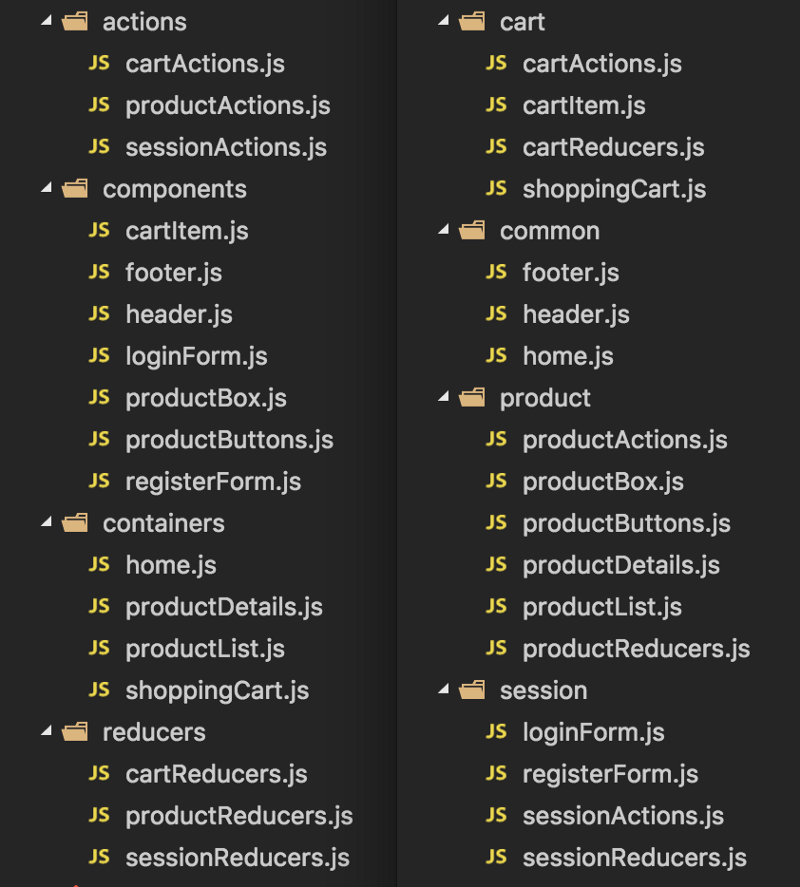 actions
JS cartActions.js
JS productActions.js
JS sessionActions.js
components
JS cartItem.js
JS footer.js
JS header.js
JS loginForm.js
JS productBox.js
JS productButtons.js
JS registerForm.js
containers
JS home.js
JS productDetails.js
JS productList.js
JS shoppingCart.js
reducers
JS cartReducers.js
JS productReducers.js
JS sessionReducers.js
cart
JS cartActions.js
JS cartItem.js
JS cartReducers.js
JS shoppingCart.js
common
JS footer.js
JS header.js
JS home.js
product
JS productActions.js
JS productBox.js
JS productButtons.js
JS productDetails.js
JS productList.js
JS productReducers.js
session
JS loginForm.js
JS registerForm.js
JS sessionActions.js
JS sessionReducers.js